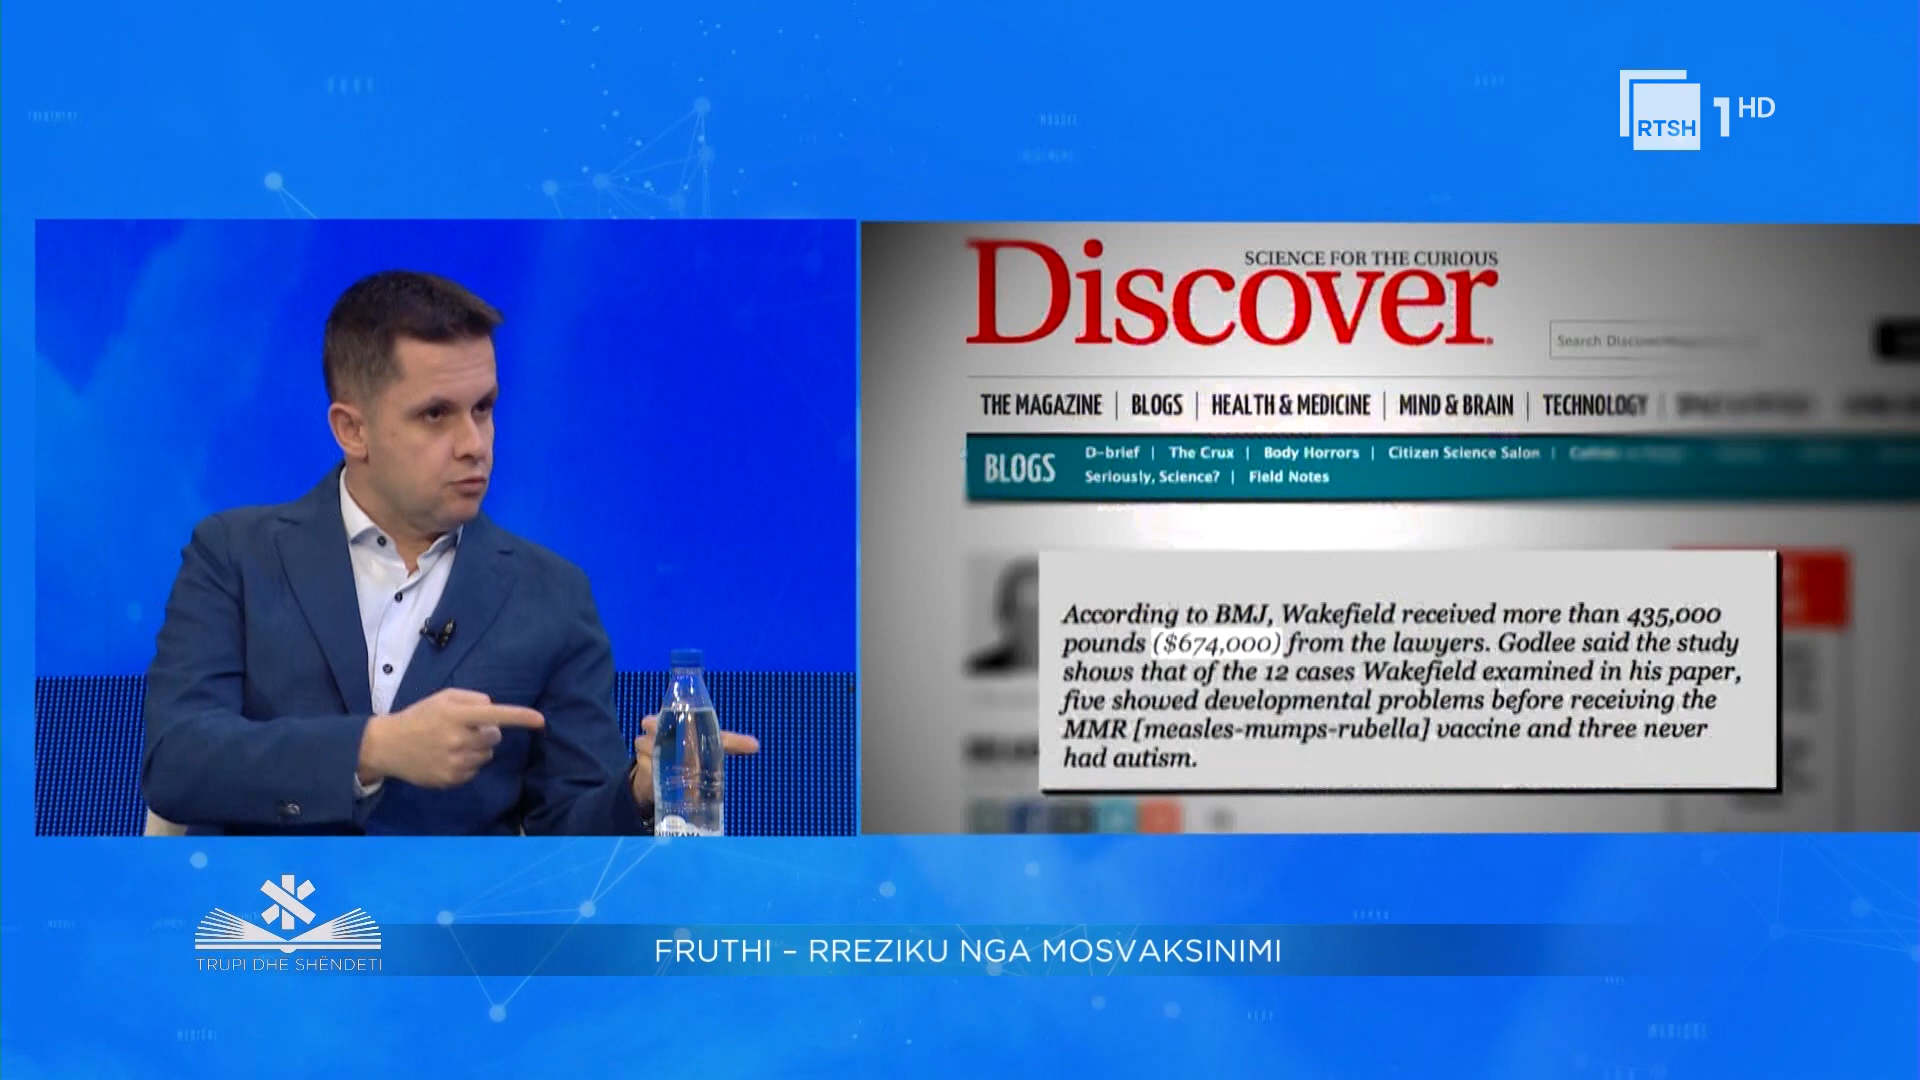 RTSH 1 HD
SCIENCE FOR THE CURIOUS
Discover
Search Discover
THE MAGAZINE | BLOGS | HEALTH & MEDICINE | MIND & BRAIN | TECHNOLOGY
BLOGS
D-brief | The Crux | Body Horrors | Citizen Science Salon |
Seriously, Science? | Field Notes
According to BMJ, Wakefield received more than 435,000
pounds ($674,000) from the lawyers. Godlee said the study
shows that of the 12 cases Wakefield examined in his paper,
five showed developmental problems before receiving the
MMR [measles-mumps-rubella] vaccine and three never
had autism.
TRUPI DHE SHËNDETI
FRUTHI – RREZIKU NGA MOSVAKSINIMI